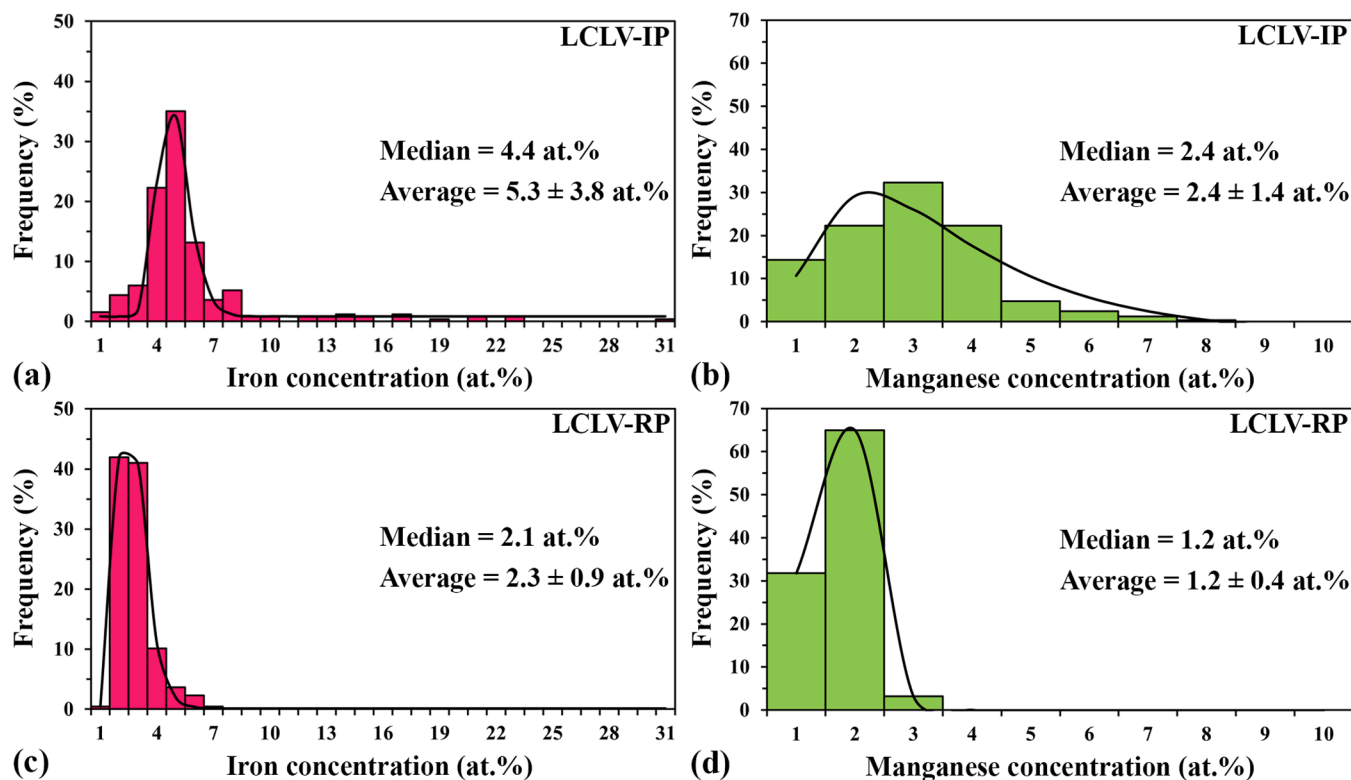 50
40
30
20
10
0
Frequency (%)
LCLV-IP
Median = 4.4 at.%
Average = 5.3 ± 3.8 at.%
1 4 7 10 13 16 19 22 25 28 31
(a)
Iron concentration (at.%)
70
60
50
40
30
20
10
0
Frequency (%)
LCLV-IP
Median = 2.4 at.%
Average = 2.4 ± 1.4 at.%
1 2 3 4 5 6 7 8 9 10
(b)
Manganese concentration (at.%)
50
40
30
20
10
0
Frequency (%)
LCLV-RP
Median = 2.1 at.%
Average = 2.3 ± 0.9 at.%
1 4 7 10 13 16 19 22 25 28 31
(c)
Iron concentration (at.%)
70
60
50
40
30
20
10
0
Frequency (%)
LCLV-RP
Median = 1.2 at.%
Average = 1.2 ± 0.4 at.%
1 2 3 4 5 6 7 8 9 10
(d)
Manganese concentration (at.%)